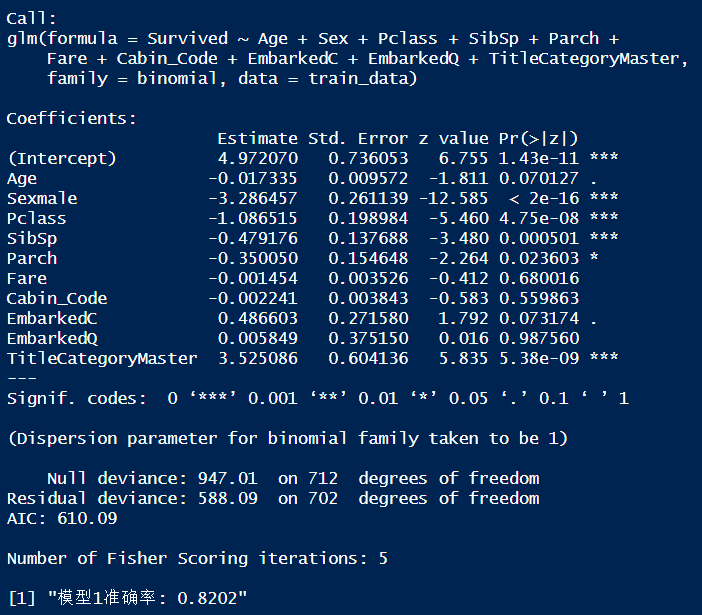 Call:
glm(formula = Survived ~ Age + Sex + Pclass + SibSp + Parch +
    Fare + Cabin_Code + EmbarkedC + EmbarkedQ + TitleCategoryMaster,
    family = binomial, data = train_data)

Coefficients:
                     Estimate Std. Error z value Pr(>|z|)
(Intercept)          4.972070   0.736053   6.755 1.43e-11 ***
Age                 -0.017335   0.009572  -1.811 0.070127 .
Sexmale             -3.286457   0.261139 -12.585  < 2e-16 ***
Pclass              -1.086515   0.198984  -5.460 4.75e-08 ***
SibSp               -0.479176   0.137688  -3.480 0.000501 ***
Parch               -0.350050   0.154648  -2.264 0.023603 *
Fare                -0.001454   0.003526  -0.412 0.680016
Cabin_Code          -0.002241   0.003843  -0.583 0.559863
EmbarkedC            0.486603   0.271580   1.792 0.073174 .
EmbarkedQ            0.005849   0.375150   0.016 0.987560
TitleCategoryMaster  3.525086   0.604136   5.835 5.38e-09 ***
---
Signif. codes:  0 ‘***’ 0.001 ‘**’ 0.01 ‘*’ 0.05 ‘.’ 0.1 ‘ ’ 1

(Dispersion parameter for binomial family taken to be 1)

    Null deviance: 947.01  on 712  degrees of freedom
Residual deviance: 588.09  on 702  degrees of freedom
AIC: 610.09

Number of Fisher Scoring iterations: 5

[1] "模型1准确率: 0.8202"